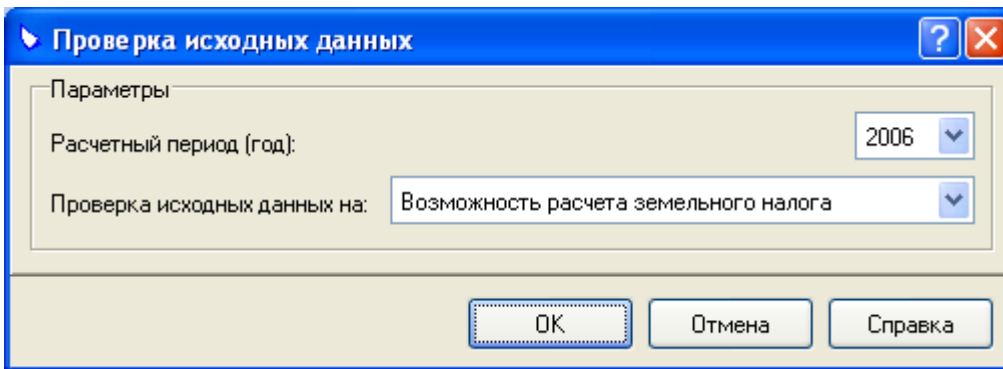 Проверка исходных данных
Параметры
Расчетный период (год): 2006
Проверка исходных данных на: Возможность расчета земельного налога
OK Отмена Справка